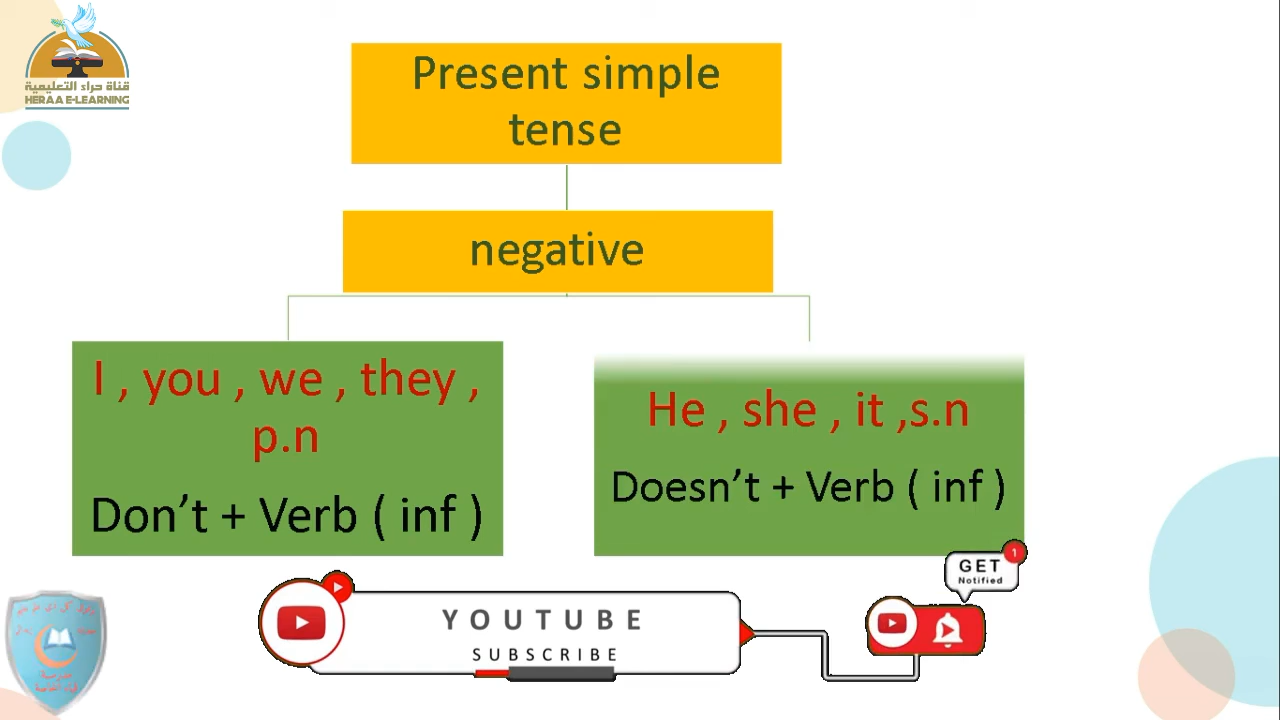 قناة حراء التعليمية
HERAA E-LEARNING
Present simple
tense
negative
I , you , we , they ,
p.n
Don’t + Verb ( inf )
He , she , it ,s.n
Doesn’t + Verb ( inf )
GET
Notified
1
YOUTUBE
SUBSCRIBE